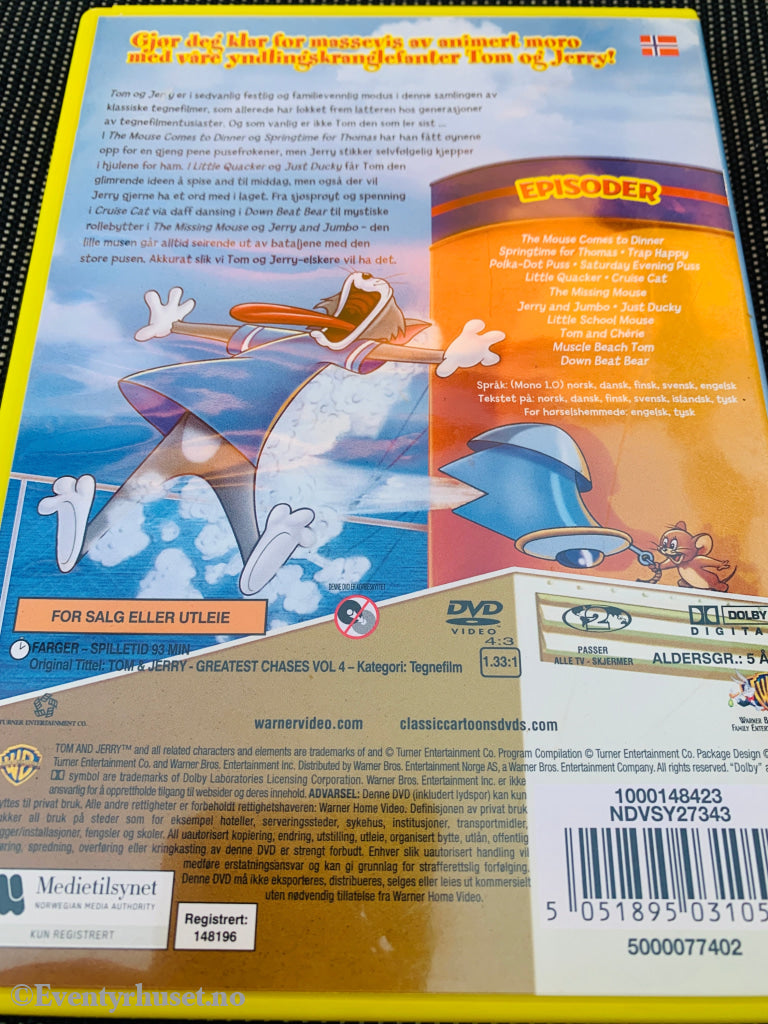 Gjør deg klar for massevis av animert moro
med våre yndlingskranglefanter Tom og Jerry!
Tom og Jerry er i sedvanlig festlig og familievennlig modus i denne samlingen av
klassiske tegnefilmer, som allerede har lokket frem latteren hos generasjoner
av tegnefilmentusiaster. Og som vanlig er ikke Tom den som ler sist ...
I The Mouse Comes to Dinner og Springtime for Thomas har han fått øynene
opp for en gjeng pene pusefrøkener, men Jerry stikker selvfølgelig kjepper
i hjulene for ham. I Little Quacker og Just Ducky får Tom den
glimrende ideen å spise and til middag, men også der vil
Jerry gjerne ha et ord med i laget. Fra sjøsprøyt og spenning
i Cruise Cat via daff dansing i Down Beat Bear til mystiske
rollebytter i The Missing Mouse og Jerry and Jumbo - den
lille musen går alltid seirende ut av bataljene med den
store pusen. Akkurat slik vi Tom og Jerry-elskere vil ha det.
EPISODER
The Mouse Comes to Dinner
Springtime for Thomas • Trap Happy
Polka-Dot Puss • Saturday Evening Puss
Little Quacker • Cruise Cat
The Missing Mouse
Jerry and Jumbo • Just Ducky
Little School Mouse
Tom and Chérie
Muscle Beach Tom
Down Beat Bear
Språk: (Mono 1.0) norsk, dansk, finsk, svensk, engelsk
Tekstet på: norsk, dansk, finsk, svensk, islandsk, tysk
For hørselshemmede: engelsk, tysk
DENNE DVD ER KOPIBESKYTTET
FOR SALG ELLER UTLEIE
FARGER – SPILLETID 93 MIN
Original Tittel: TOM & JERRY - GREATEST CHASES VOL 4 – Kategori: Tegnefilm
DVD
VIDEO
4:3
1.33:1
2
PASSER
ALLE TV - SKJERMER
DOLBY
DIGITA
ALDERSGR.: 5 Å
TURNER ENTERTAINMENT CO.
warnervideo.com
classiccartoonsdvds.com
WARNER B
FAMILY ENTER
WB
TOM AND JERRY™ and all related characters and elements are trademarks of and © Turner Entertainment Co. Program Compilation © Turner Entertainment Co. Package Design ©
Turner Entertainment Co. and Warner Bros. Entertainment Inc. Distributed by Warner Bros. Entertainment Norge AS, a Warner Bros. Entertainment Company. All rights reserved. "Dolby" a
symbol are trademarks of Dolby Laboratories Licensing Corporation. Warner Bros. Entertainment Inc. er ikke
ansvarlig for å opprettholde tilgang til websider og deres innehold. ADVARSEL: Denne DVD (inkludert lydspor) kan kun
yttes til privat bruk. Alle andre rettigheter er forbeholdt rettighetshaveren: Warner Home Video. Definisjonen av privat bruk
kker all bruk på steder som for eksempel hoteller, serveringssteder, sykehus, institusjoner, transportmidler,
gger/installasjoner, fengsler og skoler. All uautorisert kopiering, endring, utstilling, utleie, organisert bytte, utlån, offentlig
øring, spredning, overføring eller kringkasting av denne DVD er strengt forbudt. Enhver slik uautorisert handling vil
medføre erstatningsansvar og kan gi grunnlag for strafferettslig forfølging.
Denne DVD må ikke eksporteres, distribueres, selges eller leies ut kommersielt
uten nødvendig tillatelse fra Warner Home Video.
1000148423
NDVSY27343
5 051895 03105
5000077402
Medietilsynet
NORWEGIAN MEDIA AUTHORITY
KUN REGISTRERT
Registrert:
148196
©Eventyrhuset.no